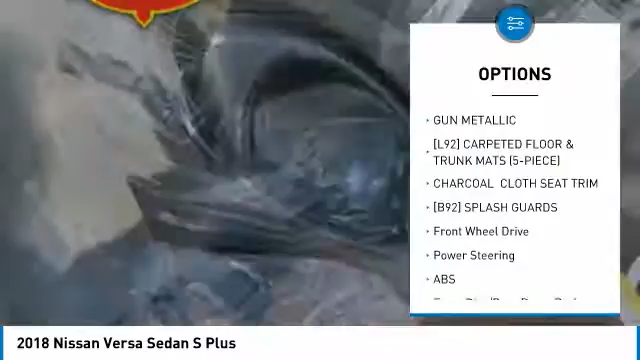 OPTIONS
GUN METALLIC
[L92] CARPETED FLOOR &
TRUNK MATS (5-PIECE)
CHARCOAL CLOTH SEAT TRIM
[B92] SPLASH GUARDS
Front Wheel Drive
Power Steering
ABS
2018 Nissan Versa Sedan S Plus